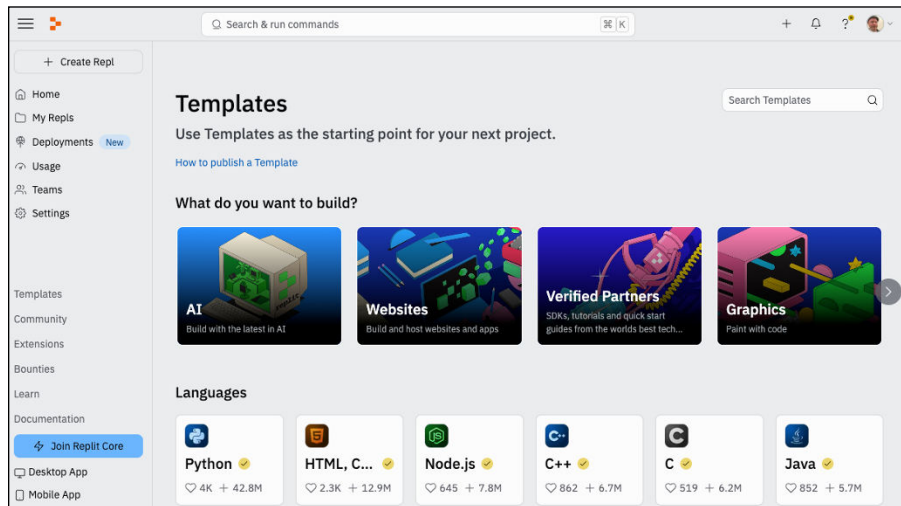 Search & run commands
⌘ K
?
+ Create Repl
Home
My Repls
Deployments New
Usage
Teams
Settings
Templates
Community
Extensions
Bounties
Learn
Documentation
Join Replit Core
Desktop App
Mobile App
Templates
Search Templates
Use Templates as the starting point for your next project.
How to publish a Template
What do you want to build?
AI
Build with the latest in AI
Websites
Build and host websites and apps
Verified Partners
SDKs, tutorials and quick start
guides from the worlds best tech...
Graphics
Paint with code
Languages
Python
4K + 42.8M
HTML, C...
2.3K + 12.9M
Node.js
645 + 7.8M
C++
862 + 6.7M
C
519 + 6.2M
Java
852 + 5.7M